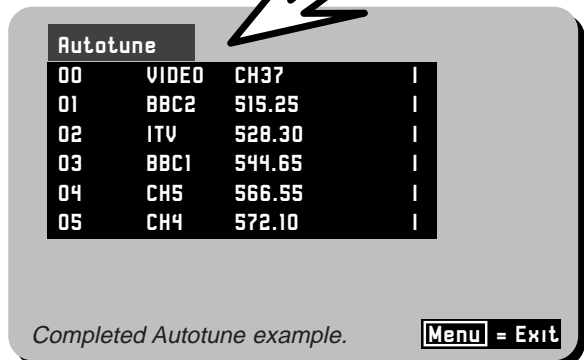 Autotune
00 VIDEO CH37 I
01 BBC2 515.25 I
02 ITV 528.30 I
03 BBC1 544.65 I
04 CH5 566.55 I
05 CH4 572.10 I
Completed Autotune example. Menu = Exit